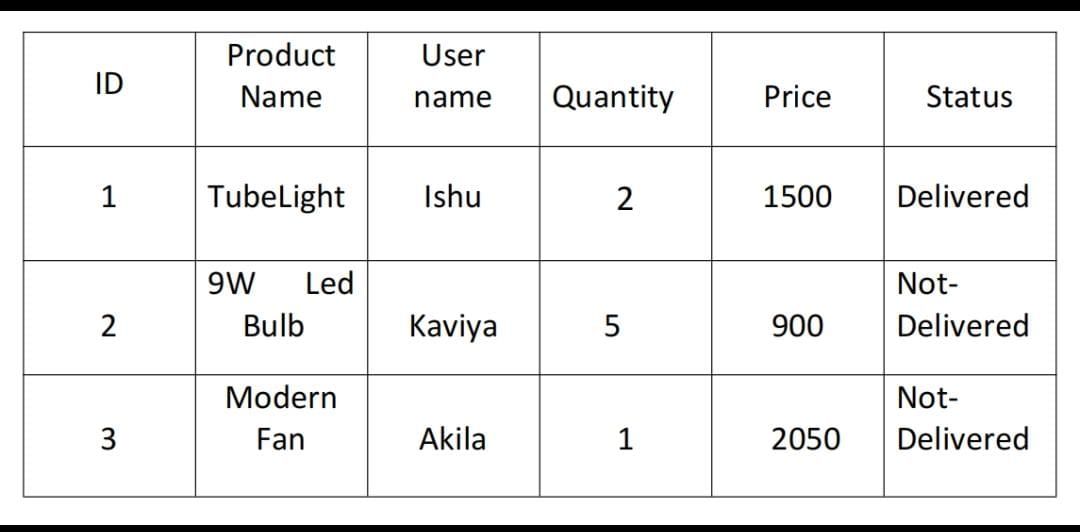 ID Product Name User name Quantity Price Status
1 TubeLight Ishu 2 1500 Delivered
2 9W Led Bulb Kaviya 5 900 Not-Delivered
3 Modern Fan Akila 1 2050 Not-Delivered